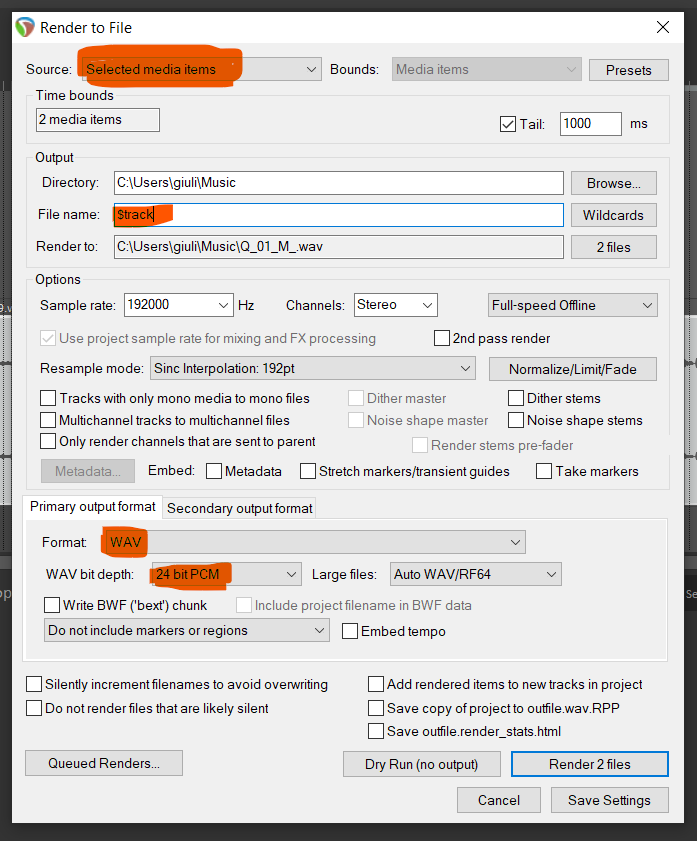 Render to File
Source: Selected media items Bounds: Media items Presets
Time bounds
2 media items Tail: 1000 ms
Output
Directory: C:\Users\giuli\Music Browse...
File name: $track Wildcards
Render to: C:\Users\giuli\Music\Q_01_M_.wav 2 files
Options
Sample rate: 192000 Hz Channels: Stereo Full-speed Offline
Use project sample rate for mixing and FX processing 2nd pass render
Resample mode: Sinc Interpolation: 192pt Normalize/Limit/Fade
Tracks with only mono media to mono files Dither master Dither stems
Multichannel tracks to multichannel files Noise shape master Noise shape stems
Only render channels that are sent to parent Render stems pre-fader
Metadata... Embed: Metadata Stretch markers/transient guides Take markers
Primary output format Secondary output format
Format: WAV
WAV bit depth: 24 bit PCM Large files: Auto WAV/RF64
Write BWF ('bext') chunk Include project filename in BWF data
Do not include markers or regions Embed tempo
Silently increment filenames to avoid overwriting Add rendered items to new tracks in project
Do not render files that are likely silent Save copy of project to outfile.wav.RPP
Save outfile.render_stats.html
Queued Renders... Dry Run (no output) Render 2 files
Cancel Save Settings